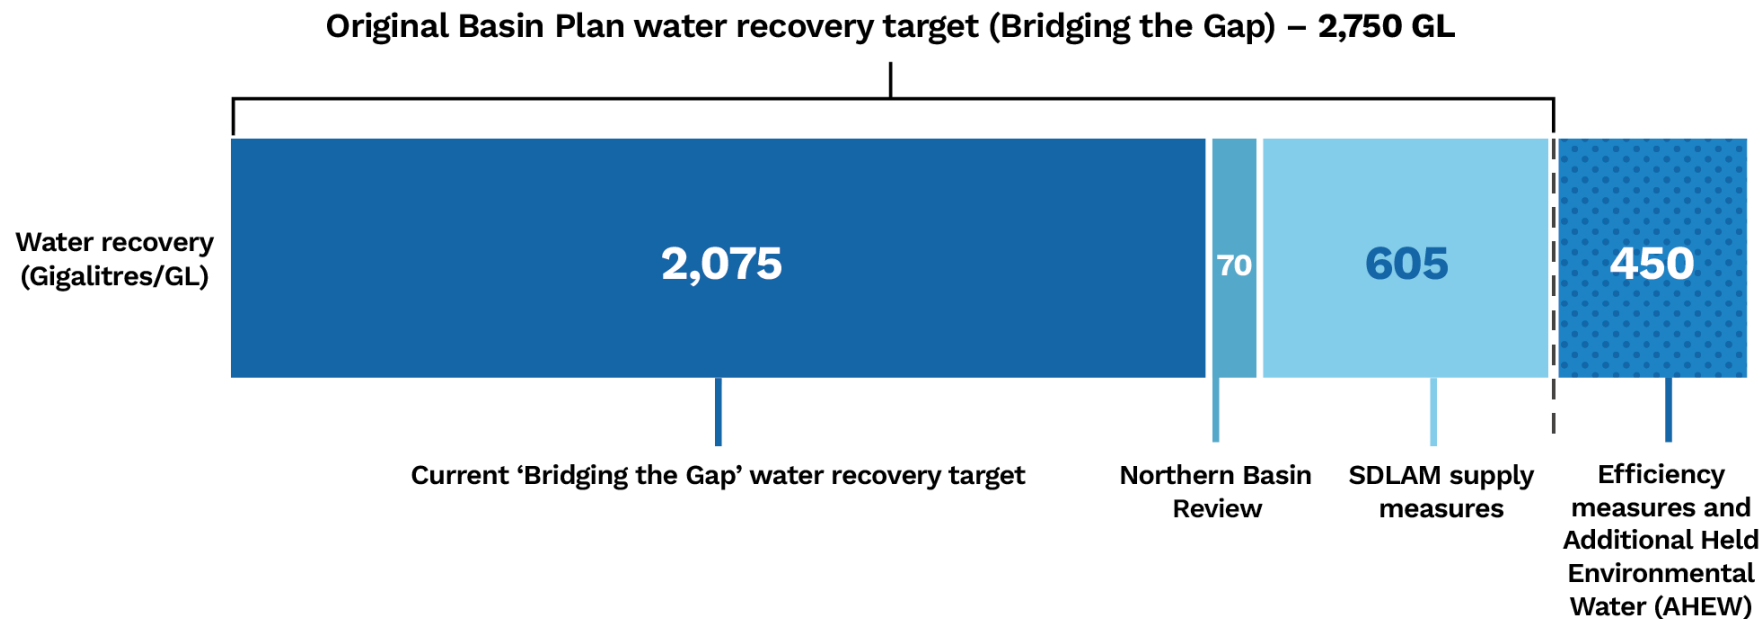 Original Basin Plan water recovery target (Bridging the Gap) – 2,750 GL
Water recovery
(Gigalitres/GL)
2,075
70
605
450
Current ‘Bridging the Gap’ water recovery target
Northern Basin
Review
SDLAM supply
measures
Efficiency
measures and
Additional Held
Environmental
Water (AHEW)